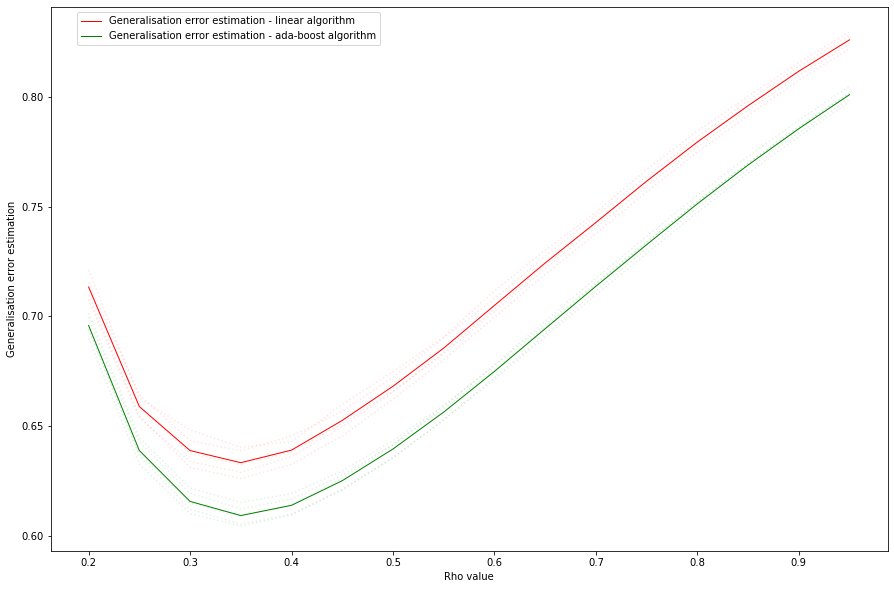 Generalisation error estimation - linear algorithm
Generalisation error estimation - ada-boost algorithm
Generalisation error estimation
0.80
0.75
0.70
0.65
0.60
0.2 0.3 0.4 0.5 0.6 0.7 0.8 0.9
Rho value